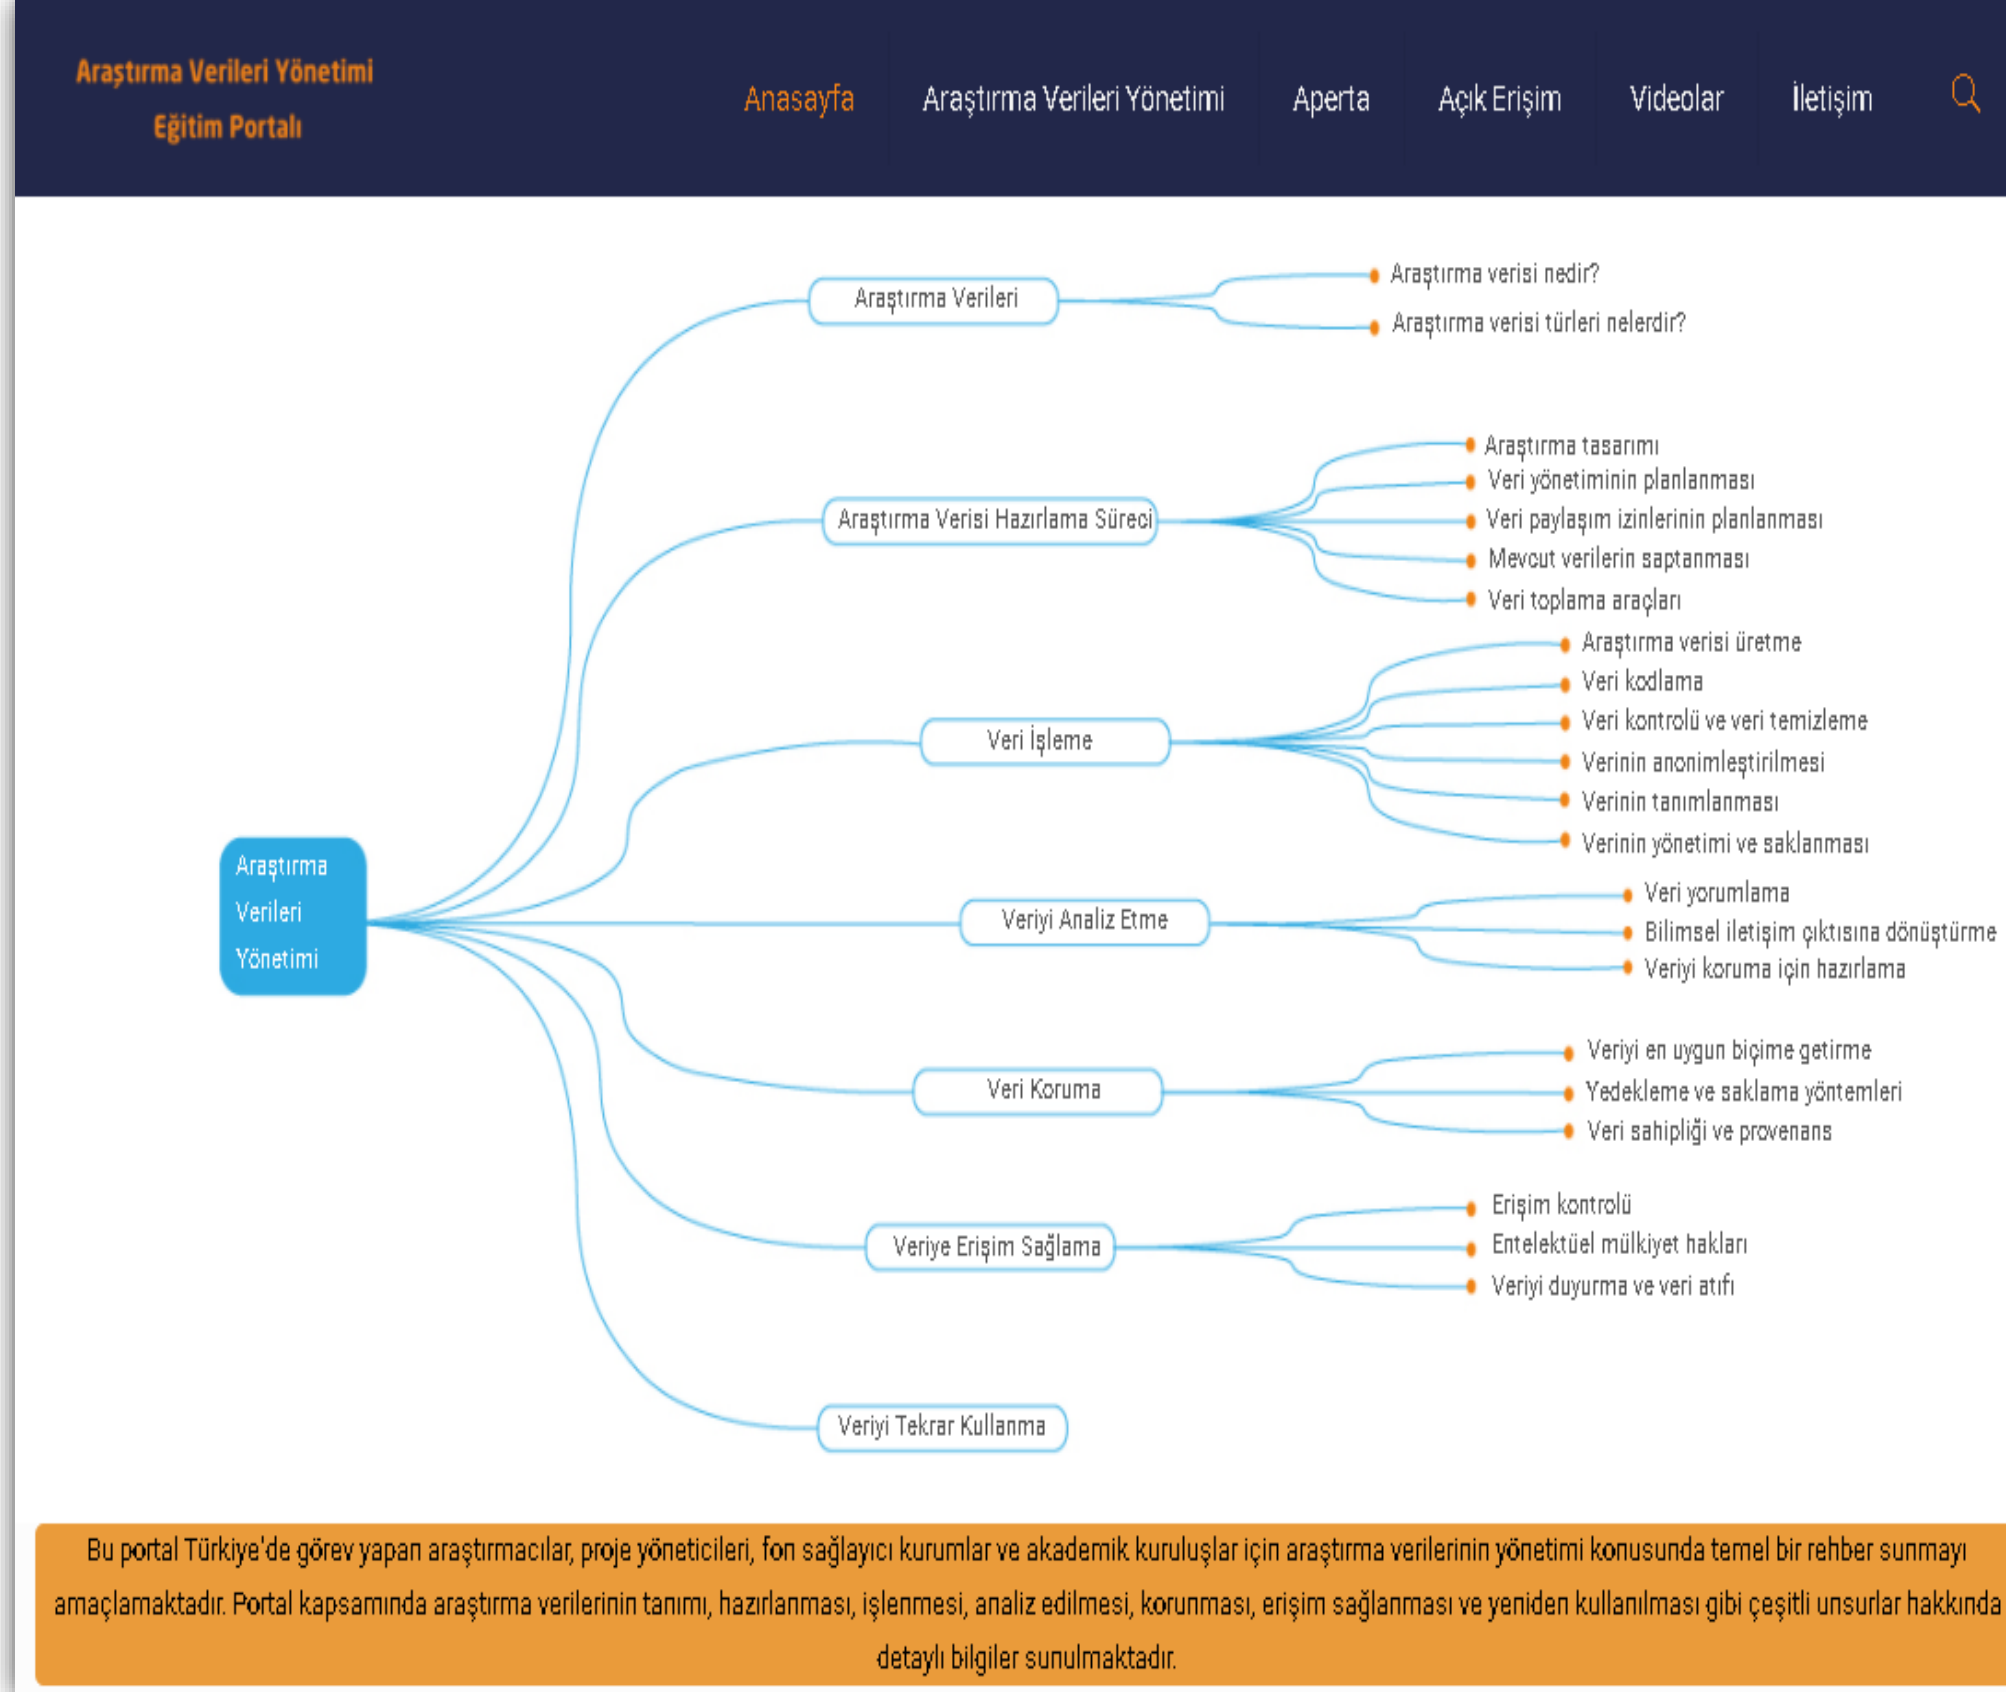 Araştırma Verileri Yönetimi
Eğitim Portalı
Anasayfa
Araştırma Verileri Yönetimi
Aperta
Açık Erişim
Videolar
İletişim
Araştırma
Verileri
Yönetimi
Araştırma Verileri
Araştırma verisi nedir?
Araştırma verisi türleri nelerdir?
Araştırma Verisi Hazırlama Süreci
Araştırma tasarımı
Veri yönetiminin planlanması
Veri paylaşım izinlerinin planlanması
Mevcut verilerin saptanması
Veri toplama araçları
Veri İşleme
Araştırma verisi üretme
Veri kodlama
Veri kontrolü ve veri temizleme
Verinin anonimleştirilmesi
Verinin tanımlanması
Verinin yönetimi ve saklanması
Veriyi Analiz Etme
Veri yorumlama
Bilimsel iletişim çıktısına dönüştürme
Veriyi koruma için hazırlama
Veri Koruma
Veriyi en uygun biçime getirme
Yedekleme ve saklama yöntemleri
Veri sahipliği ve provenans
Veriye Erişim Sağlama
Erişim kontrolü
Entelektüel mülkiyet hakları
Veriyi duyurma ve veri atıfı
Veriyi Tekrar Kullanma
Bu portal Türkiye'de görev yapan araştırmacılar, proje yöneticileri, fon sağlayıcı kurumlar ve akademik kuruluşlar için araştırma verilerinin yönetimi konusunda temel bir rehber sunmayı
amaçlamaktadır. Portal kapsamında araştırma verilerinin tanımı, hazırlanması, işlenmesi, analiz edilmesi, korunması, erişim sağlanması ve yeniden kullanılması gibi çeşitli unsurlar hakkında
detaylı bilgiler sunulmaktadır.